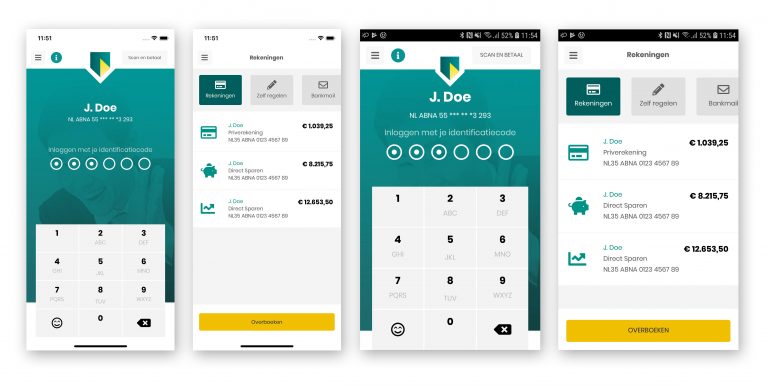 11:51
Scan en betaal
J. Doe
NL ABNA 55 *** ** *3 293
Inloggen met je identificatiecode
1
2
ABC
3
DEF
4
GHI
5
JKL
6
MNO
7
PQRS
8
TUV
9
WXYZ
0
11:51
Rekeningen
Rekeningen
Zelf regelen
Bankmail
J. Doe
€ 1.039,25
Priverekening
NL35 ABNA 0123 4567 89
J. Doe
€ 8.215,75
Direct Sparen
NL35 ABNA 0123 4567 89
J. Doe
€ 12.653,50
Direct Sparen
NL35 ABNA 0123 4567 89
Overboeken
52% 11:54
SCAN EN BETAAL
J. Doe
NL ABNA 55 *** ** *3 293
Inloggen met je identificatiecode
1
2
ABC
3
DEF
4
GHI
5
JKL
6
MNO
7
PQRS
8
TUV
9
WXYZ
0
52% 11:54
Rekeningen
Rekeningen
Zelf regelen
Bankmail
J. Doe
€ 1.039,25
Priverekening
NL35 ABNA 0123 4567 89
J. Doe
€ 8.215,75
Direct Sparen
NL35 ABNA 0123 4567 89
J. Doe
€ 12.653,50
Direct Sparen
NL35 ABNA 0123 4567 89
OVERBOEKEN